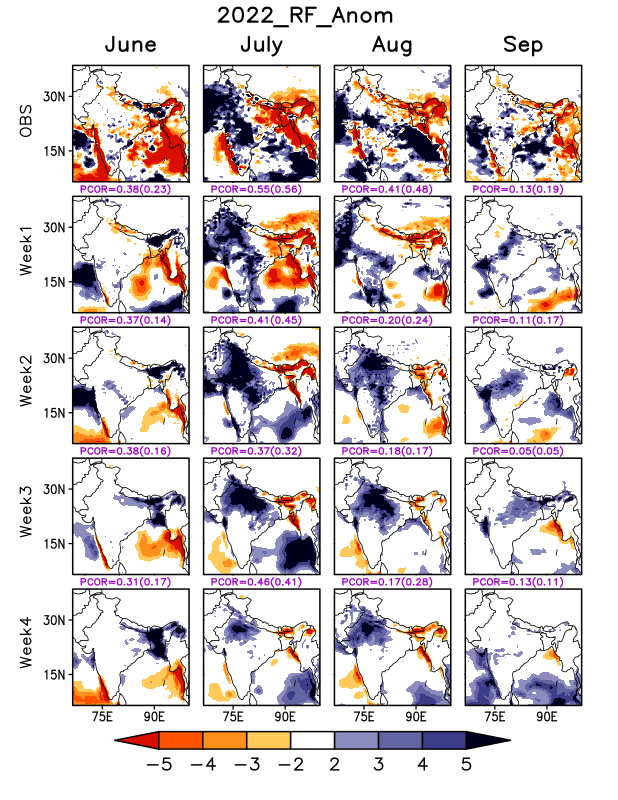 2022_RF_Anom
June July Aug Sep
OBS
30N
15N
PCOR=0.38(0.23) PCOR=0.55(0.56) PCOR=0.41(0.48) PCOR=0.13(0.19)
Week1
30N
15N
PCOR=0.37(0.14) PCOR=0.41(0.45) PCOR=0.20(0.24) PCOR=0.11(0.17)
Week2
30N
15N
PCOR=0.38(0.16) PCOR=0.37(0.32) PCOR=0.18(0.17) PCOR=0.05(0.05)
Week3
30N
15N
PCOR=0.31(0.17) PCOR=0.46(0.41) PCOR=0.17(0.28) PCOR=0.13(0.11)
Week4
30N
15N
75E 90E 75E 90E 75E 90E 75E 90E
−5 −4 −3 −2 2 3 4 5